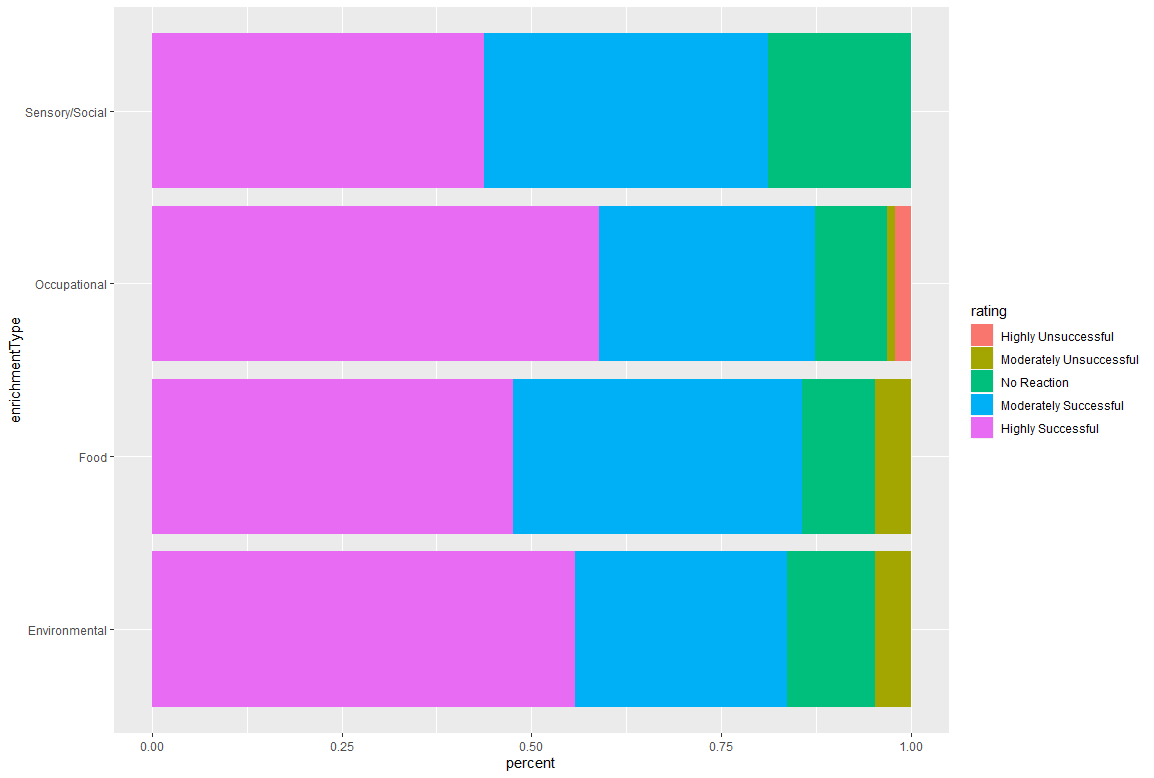 Sensory/Social
Occupational
Food
Environmental
enrichmentType
0.00 0.25 0.50 0.75 1.00
percent
rating
Highly Unsuccessful
Moderately Unsuccessful
No Reaction
Moderately Successful
Highly Successful